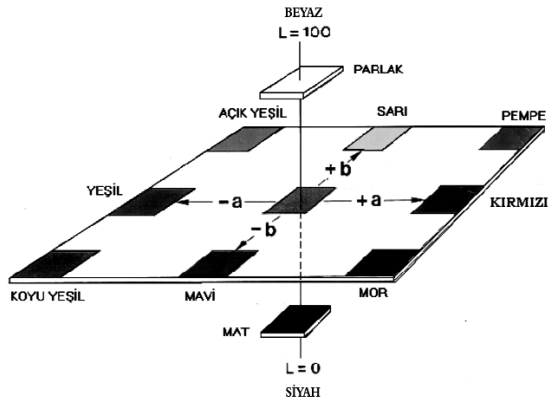 BEYAZ
L = 100
PARLAK
AÇIK YEŞİL
SARI
PEMPE
+b
YEŞİL
-a
+a
KIRMIZI
-b
KOYU YEŞİL
MAVİ
MOR
MAT
L = 0
SİYAH